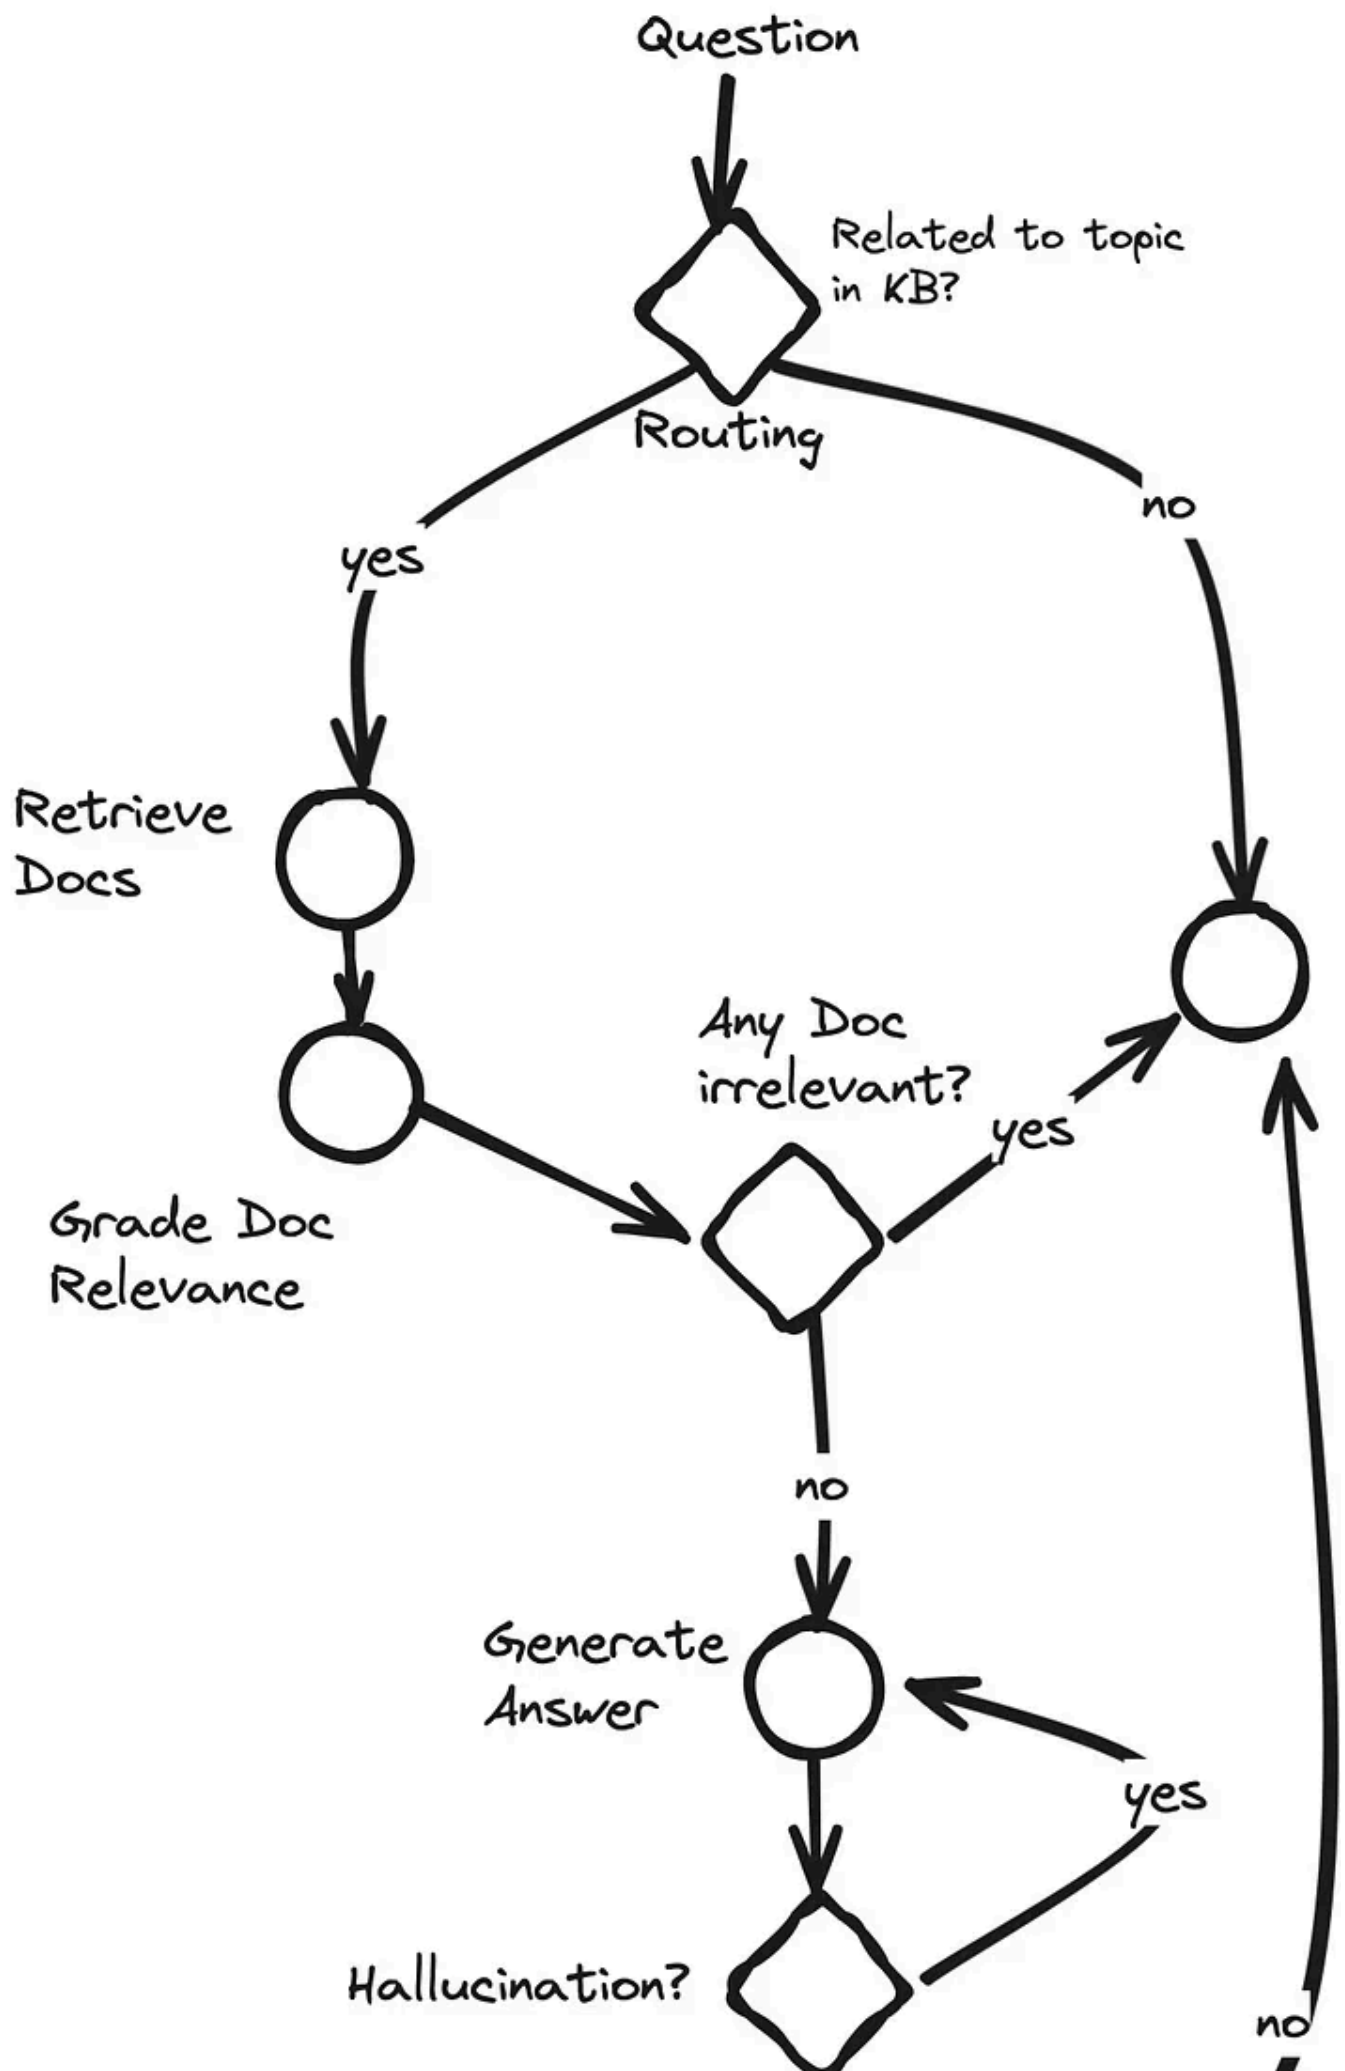 Question
Related to topic
in KB?
Routing
no
yes
Retrieve
Docs
Any Doc
irrelevant?
yes
Grade Doc
Relevance
no
Generate
Answer
yes
Hallucination?
no